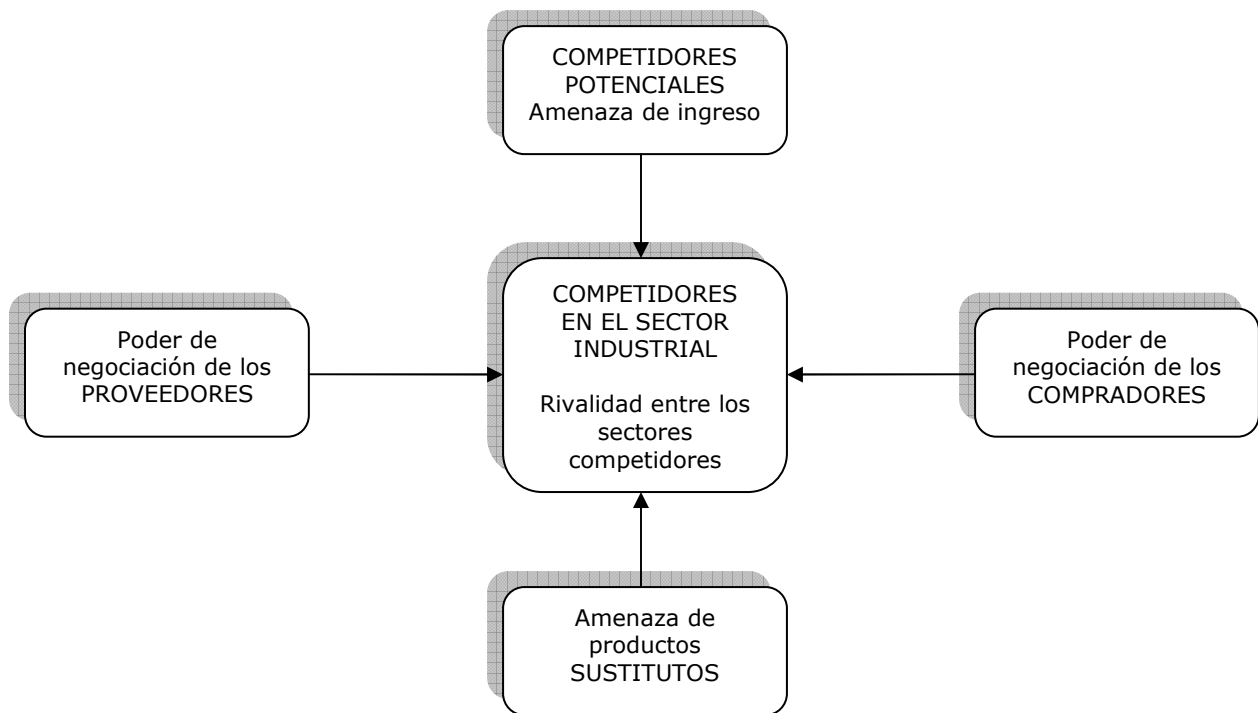 COMPETIDORES
POTENCIALES
Amenaza de ingreso
COMPETIDORES
EN EL SECTOR
INDUSTRIAL
Rivalidad entre los
sectores
competidores
Poder de
negociación de los
PROVEEDORES
Poder de
negociación de los
COMPRADORES
Amenaza de
productos
SUSTITUTOS